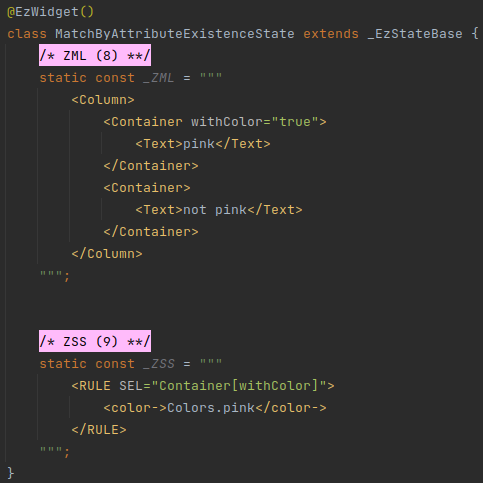 @EzWidget()
class MatchByAttributeExistenceState extends _EzStateBase {
/* ZML (8) **/
static const _ZML = """
<Column>
<Container withColor="true">
<Text>pink</Text>
</Container>
<Container>
<Text>not pink</Text>
</Container>
</Column>
""";
/* ZSS (9) **/
static const _ZSS = """
<RULE SEL="Container[withColor]">
<color->Colors.pink</color->
</RULE>
""";
}